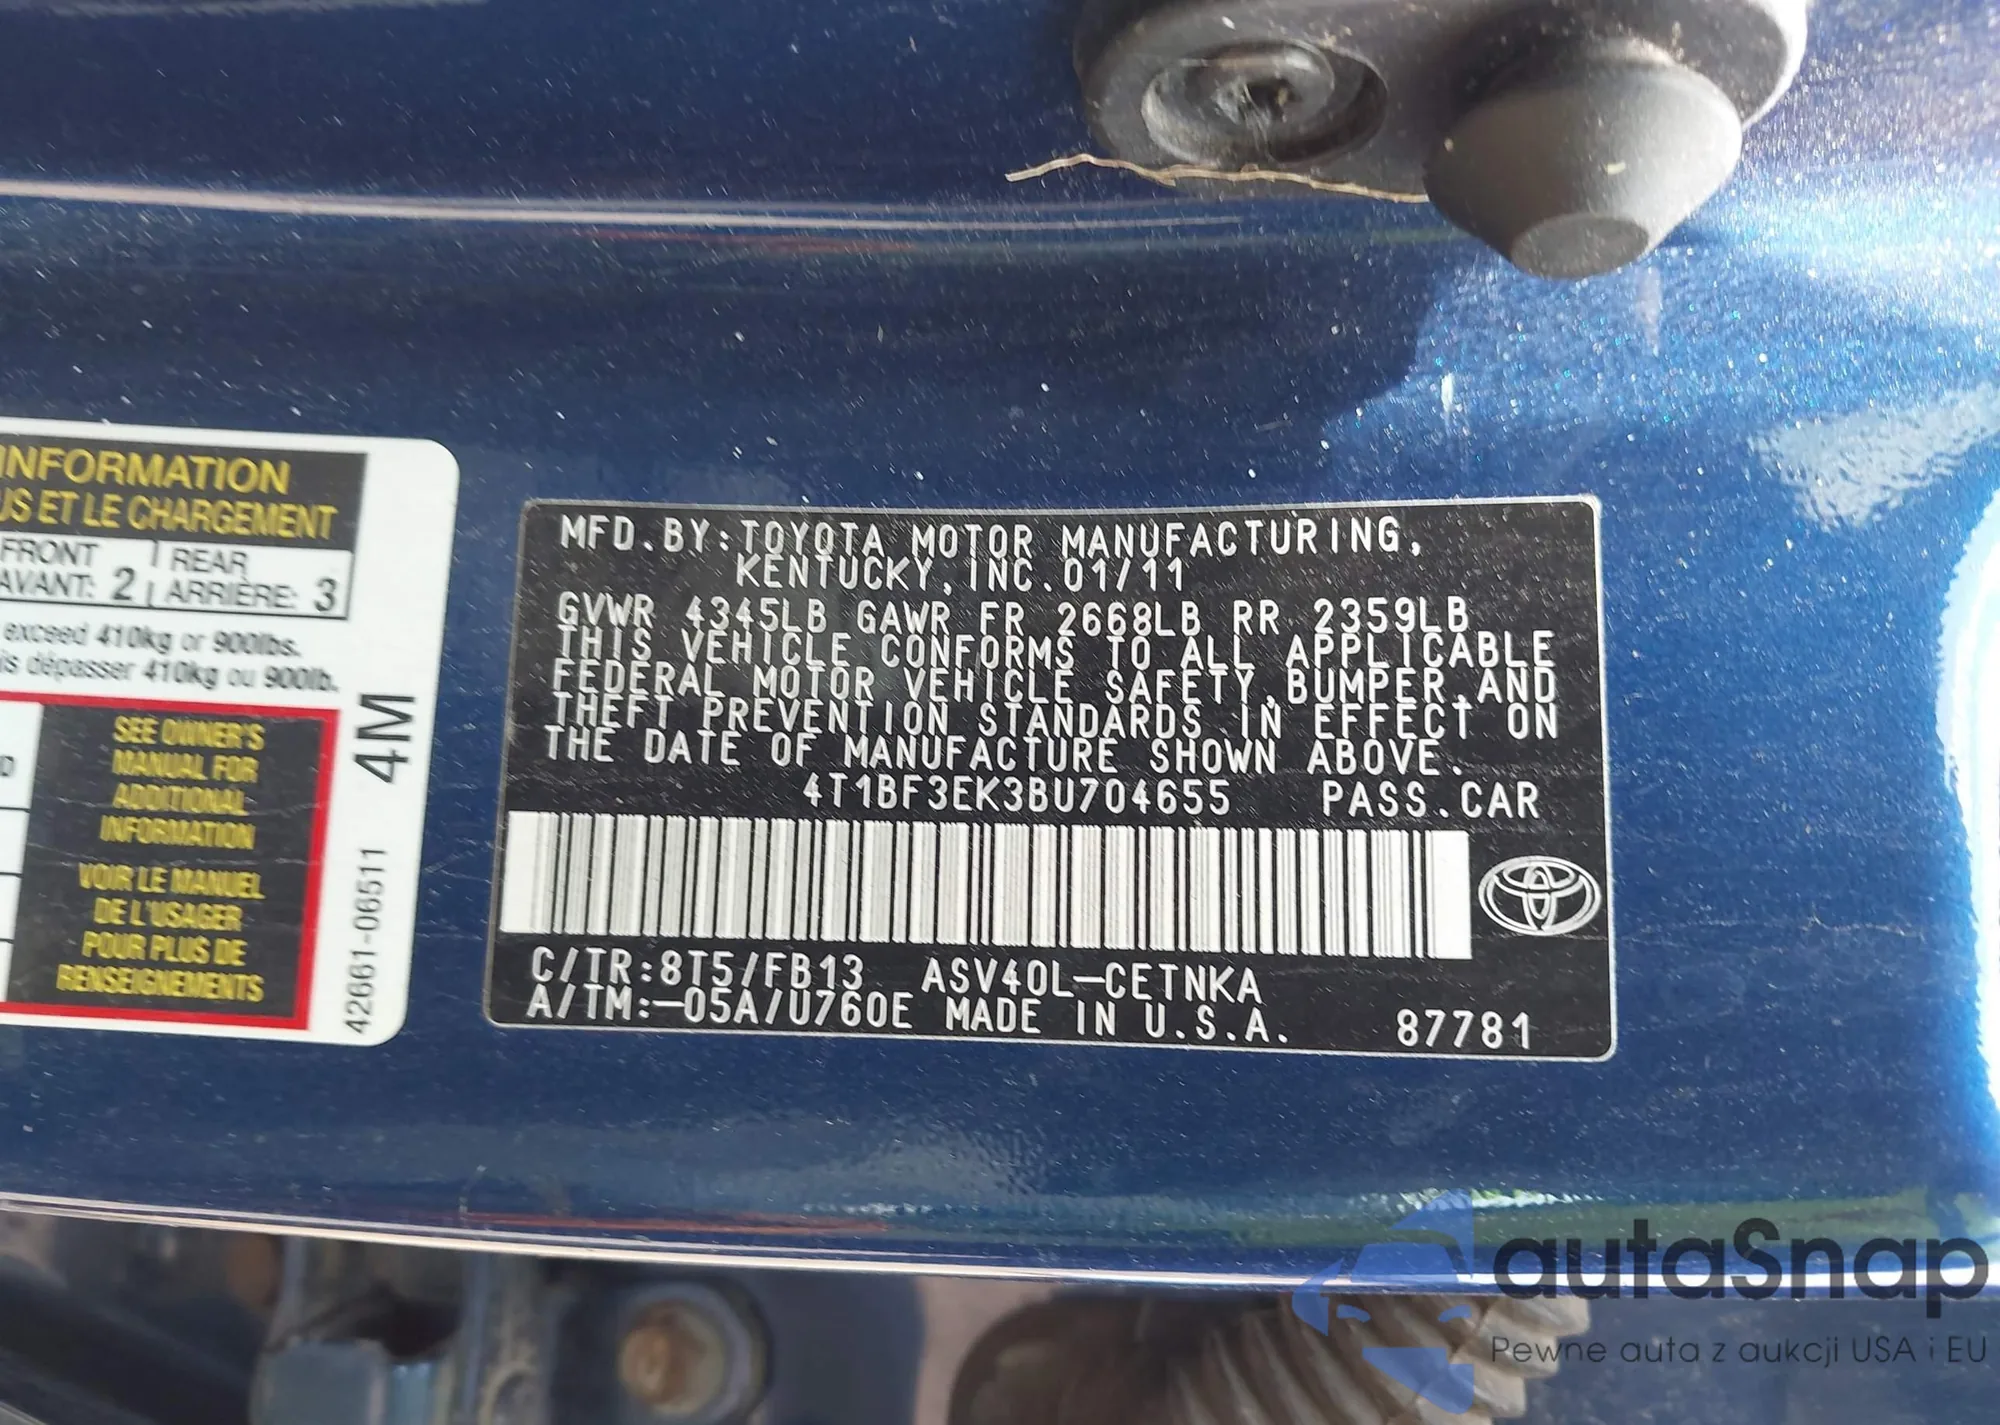 INFORMATION
US ET LE CHARGEMENT
FRONT | REAR
AVANT: 2 | ARRIÈRE: 3
exceed 410kg or 900lbs.
is dépasser 410kg ou 900lb.
SEE OWNER'S
MANUAL FOR
ADDITIONAL
INFORMATION
VOIR LE MANUEL
DE L'USAGER
POUR PLUS DE
RENSEIGNEMENTS
42661-06511 4M
MFD.BY:TOYOTA MOTOR MANUFACTURING,
KENTUCKY,INC.01/11
GVWR 4345LB GAWR FR 2668LB RR 2359LB
THIS VEHICLE CONFORMS TO ALL APPLICABLE
FEDERAL MOTOR VEHICLE SAFETY,BUMPER,AND
THEFT PREVENTION STANDARDS IN EFFECT ON
THE DATE OF MANUFACTURE SHOWN ABOVE.
4T1BF3EK3BU704655 PASS.CAR
C/TR:8T5/FB13 ASV40L-CETNKA
A/TM:-05A/U760E MADE IN U.S.A. 87781
autaSnap
Pewne auta z aukcji USA i EU